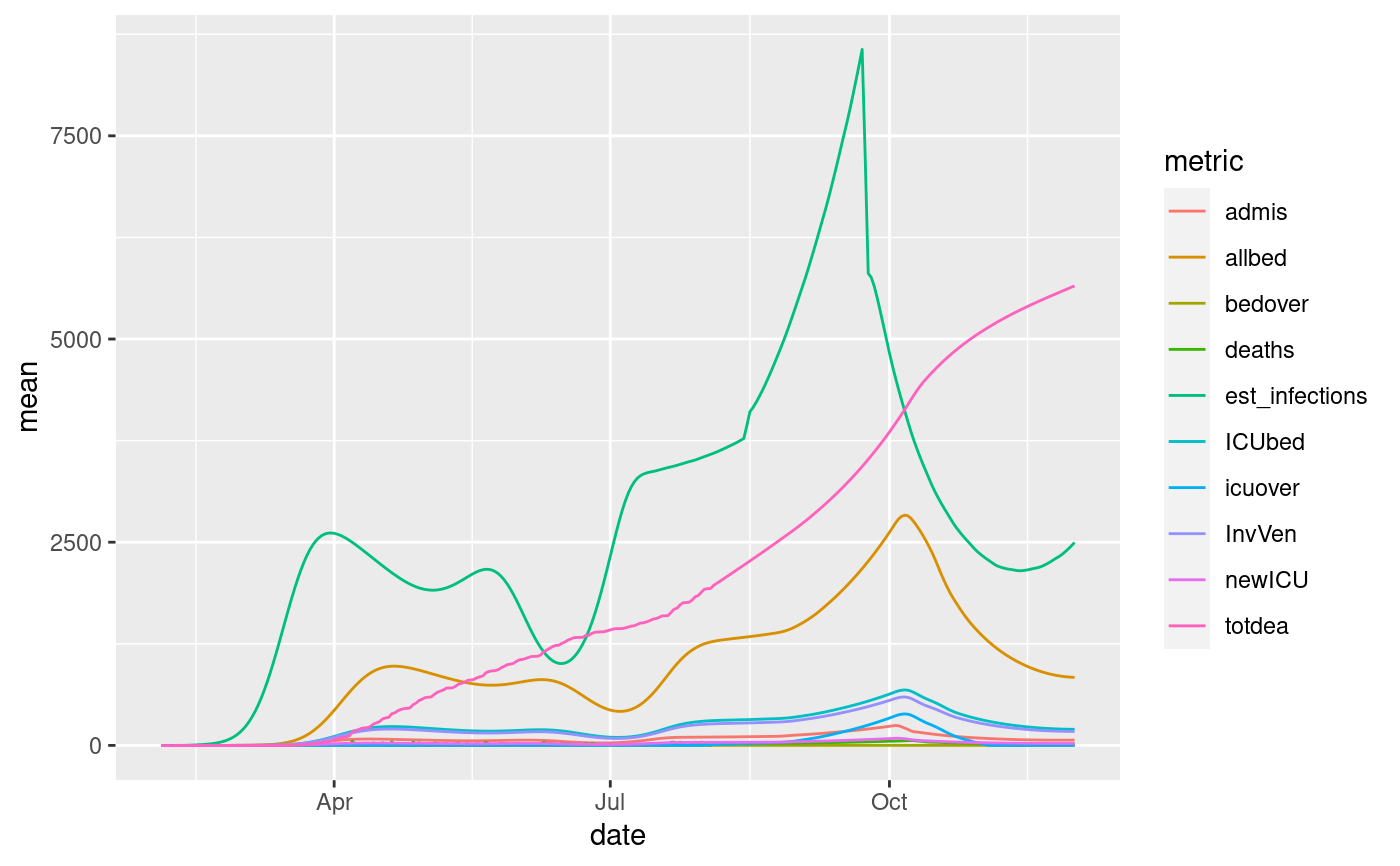 mean
7500
5000
2500
0
Apr
Jul
Oct
date
metric
admis
allbed
bedover
deaths
est_infections
ICUbed
icuover
InvVen
newICU
totdea